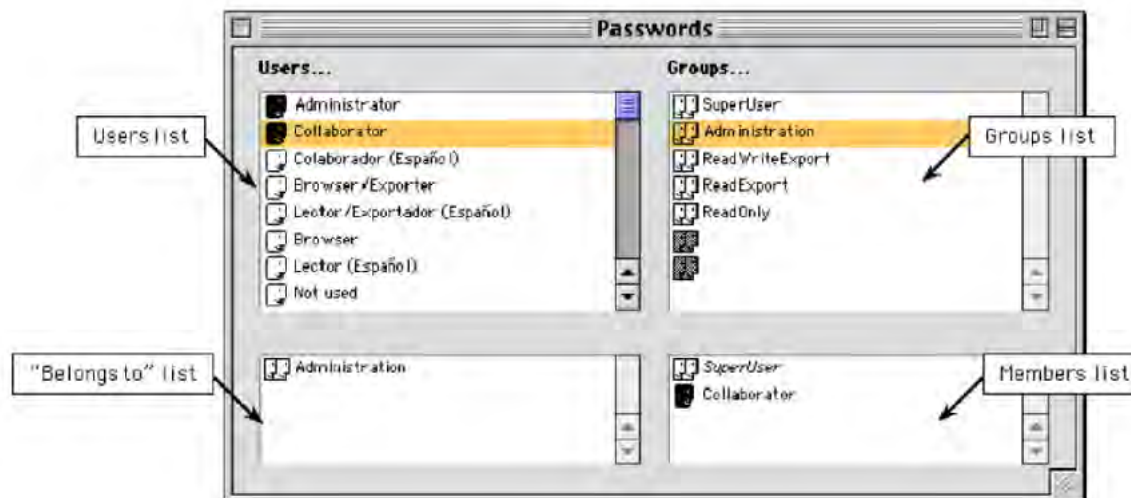 Passwords
Users...
Groups...
Administrator
Collaborator
Colaborador (Español)
Browser/Exporter
Lector/Exportador (Español)
Browser
Lector (Español)
Not used
SuperUser
Administration
ReadWriteExport
ReadExport
ReadOnly
Users list
Groups list
"Belongs to" list
Administration
SuperUser
Collaborator
Members list